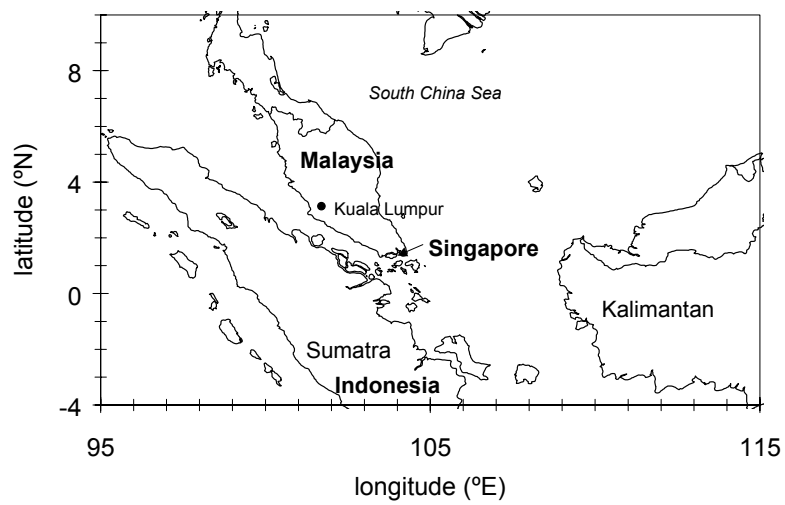 8
South China Sea
Malaysia
4
Kuala Lumpur
Singapore
0
Kalimantan
Sumatra
Indonesia
-4
95
105
115
longitude (ºE)
latitude (ºN)